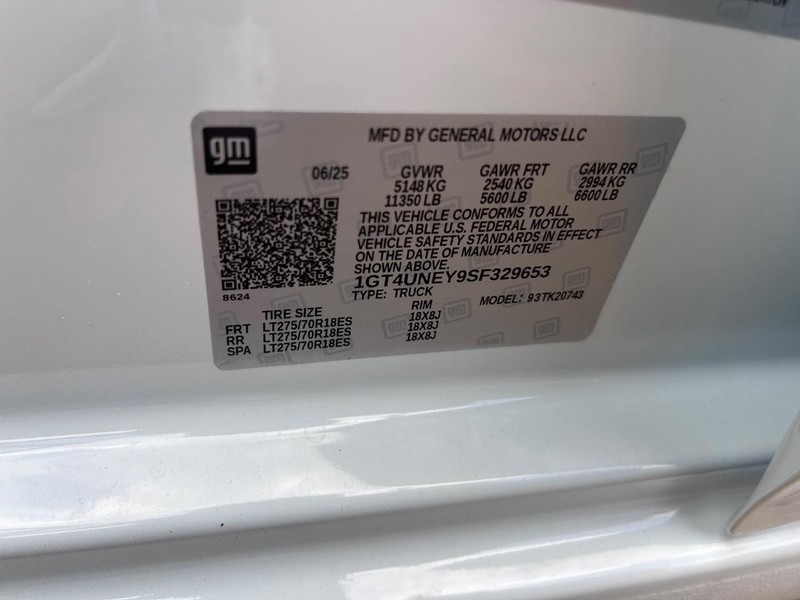 gm
MFD BY GENERAL MOTORS LLC
06/25 GVWR GAWR FRT GAWR RR
5148 KG 2540 KG 2994 KG
11350 LB 5600 LB 6600 LB
THIS VEHICLE CONFORMS TO ALL
APPLICABLE U.S. FEDERAL MOTOR
VEHICLE SAFETY STANDARDS IN EFFECT
ON THE DATE OF MANUFACTURE
SHOWN ABOVE.
1GT4UNEY9SF329653
TYPE: TRUCK MODEL: 93TK20743
8624
TIRE SIZE RIM
FRT LT275/70R18ES 18X8J
RR LT275/70R18ES 18X8J
SPA LT275/70R18ES 18X8J